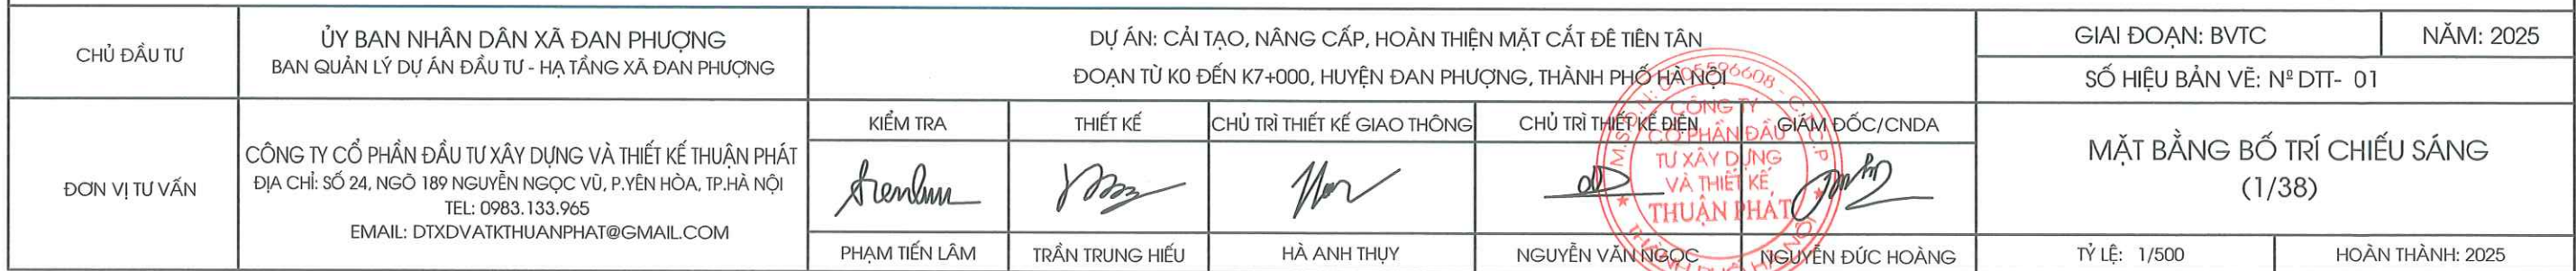 CHỦ ĐẦU TƯ
ỦY BAN NHÂN DÂN XÃ ĐAN PHƯỢNG
BAN QUẢN LÝ DỰ ÁN ĐẦU TƯ - HẠ TẦNG XÃ ĐAN PHƯỢNG
DỰ ÁN: CẢI TẠO, NÂNG CẤP, HOÀN THIỆN MẶT CẮT ĐÊ TIÊN TÂN
ĐOẠN TỪ K0 ĐẾN K7+000, HUYỆN ĐAN PHƯỢNG, THÀNH PHỐ HÀ NỘI
GIAI ĐOẠN: BVTC
NĂM: 2025
SỐ HIỆU BẢN VẼ: Nº DTT- 01
ĐƠN VỊ TƯ VẤN
CÔNG TY CỔ PHẦN ĐẦU TƯ XÂY DỰNG VÀ THIẾT KẾ THUẬN PHÁT
ĐỊA CHỈ: SỐ 24, NGÕ 189 NGUYỄN NGỌC VŨ, P.YÊN HÒA, TP.HÀ NỘI
TEL: 0983.133.965
EMAIL: DTXDVATKTHUANPHAT@GMAIL.COM
KIỂM TRA
PHẠM TIẾN LÂM
THIẾT KẾ
TRẦN TRUNG HIẾU
CHỦ TRÌ THIẾT KẾ GIAO THÔNG
HÀ ANH THỤY
CHỦ TRÌ THIẾT KẾ ĐIỆN
NGUYỄN VĂN NGỌC
GIÁM ĐỐC/CNDA
NGUYỄN ĐỨC HOÀNG
CÔNG TY
CỔ PHẦN ĐẦU
TƯ XÂY DỰNG
VÀ THIẾT KẾ
THUẬN PHÁT
MẶT BẰNG BỐ TRÍ CHIẾU SÁNG
(1/38)
TỶ LỆ: 1/500
HOÀN THÀNH: 2025